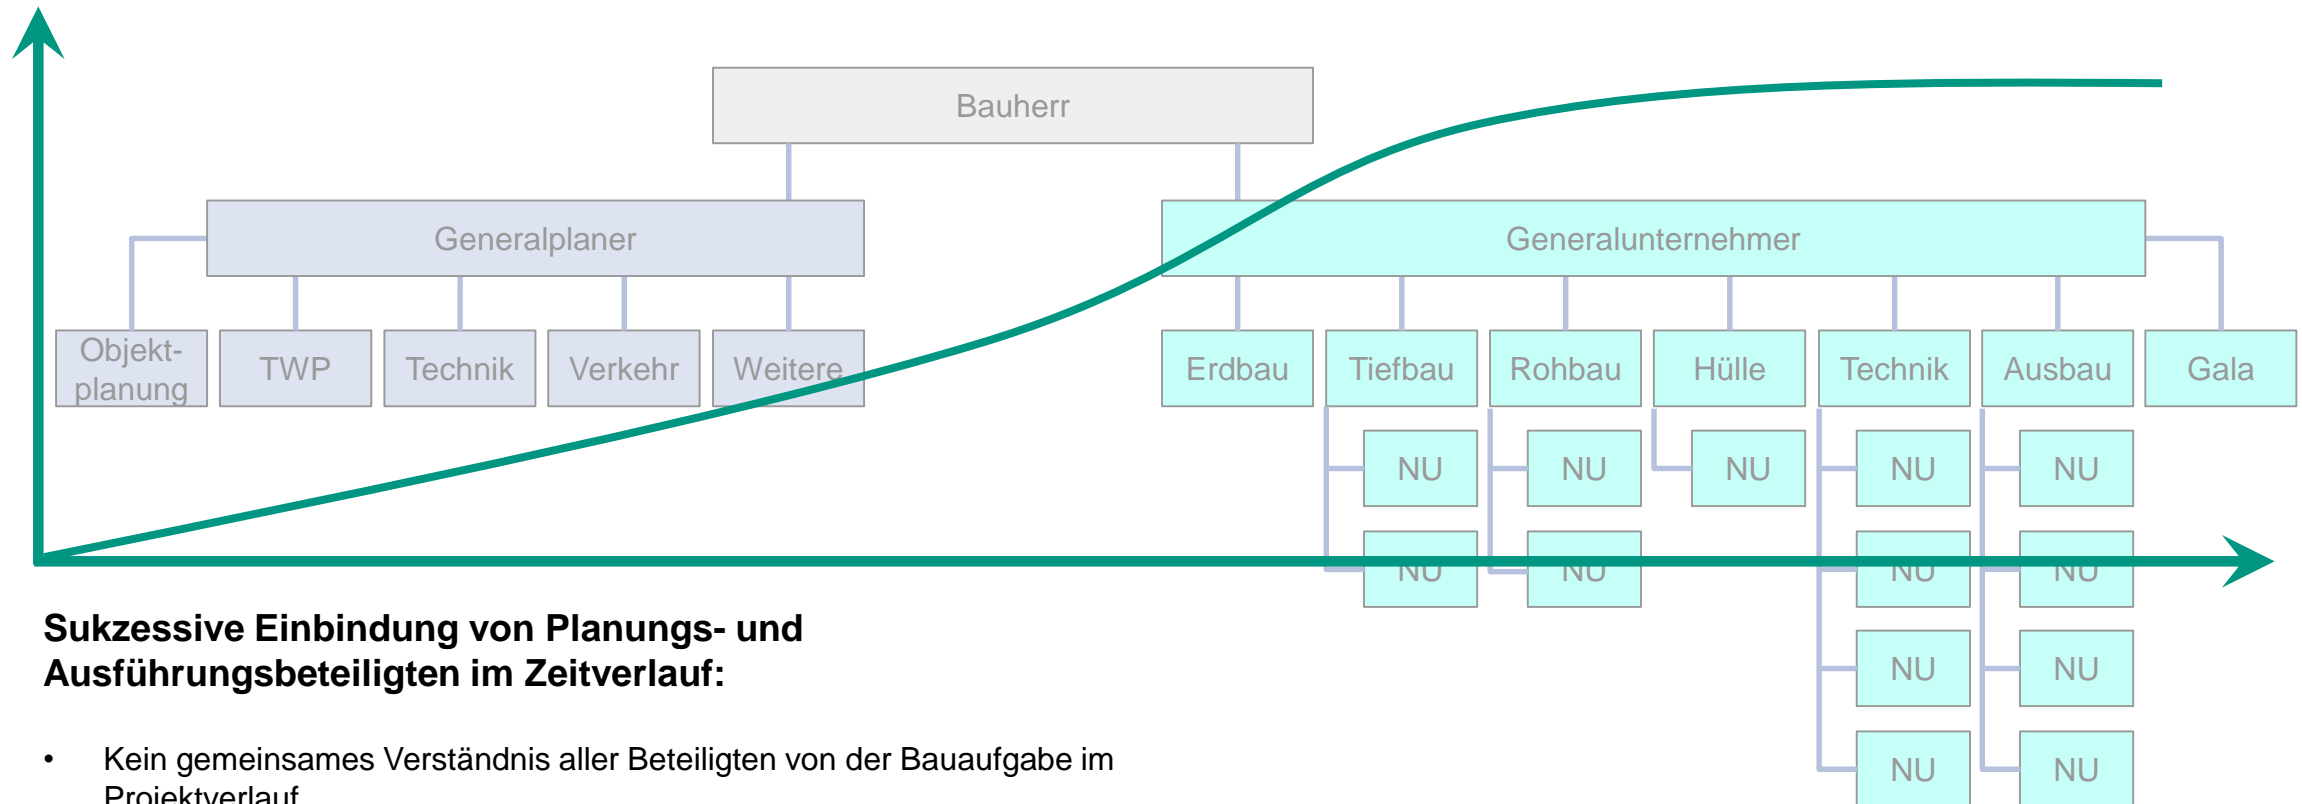 Bauherr
Generalplaner
Generalunternehmer
Objekt-
planung
TWP
Technik
Verkehr
Weitere
Erdbau
Tiefbau
Rohbau
Hülle
Technik
Ausbau
Gala
NU
NU
NU
NU
NU
NU
NU
NU
NU
Sukzessive Einbindung von Planungs- und
Ausführungsbeteiligten im Zeitverlauf:
NU
NU
• Kein gemeinsames Verständnis aller Beteiligten von der Bauaufgabe im
Projektverlauf
NU
NU